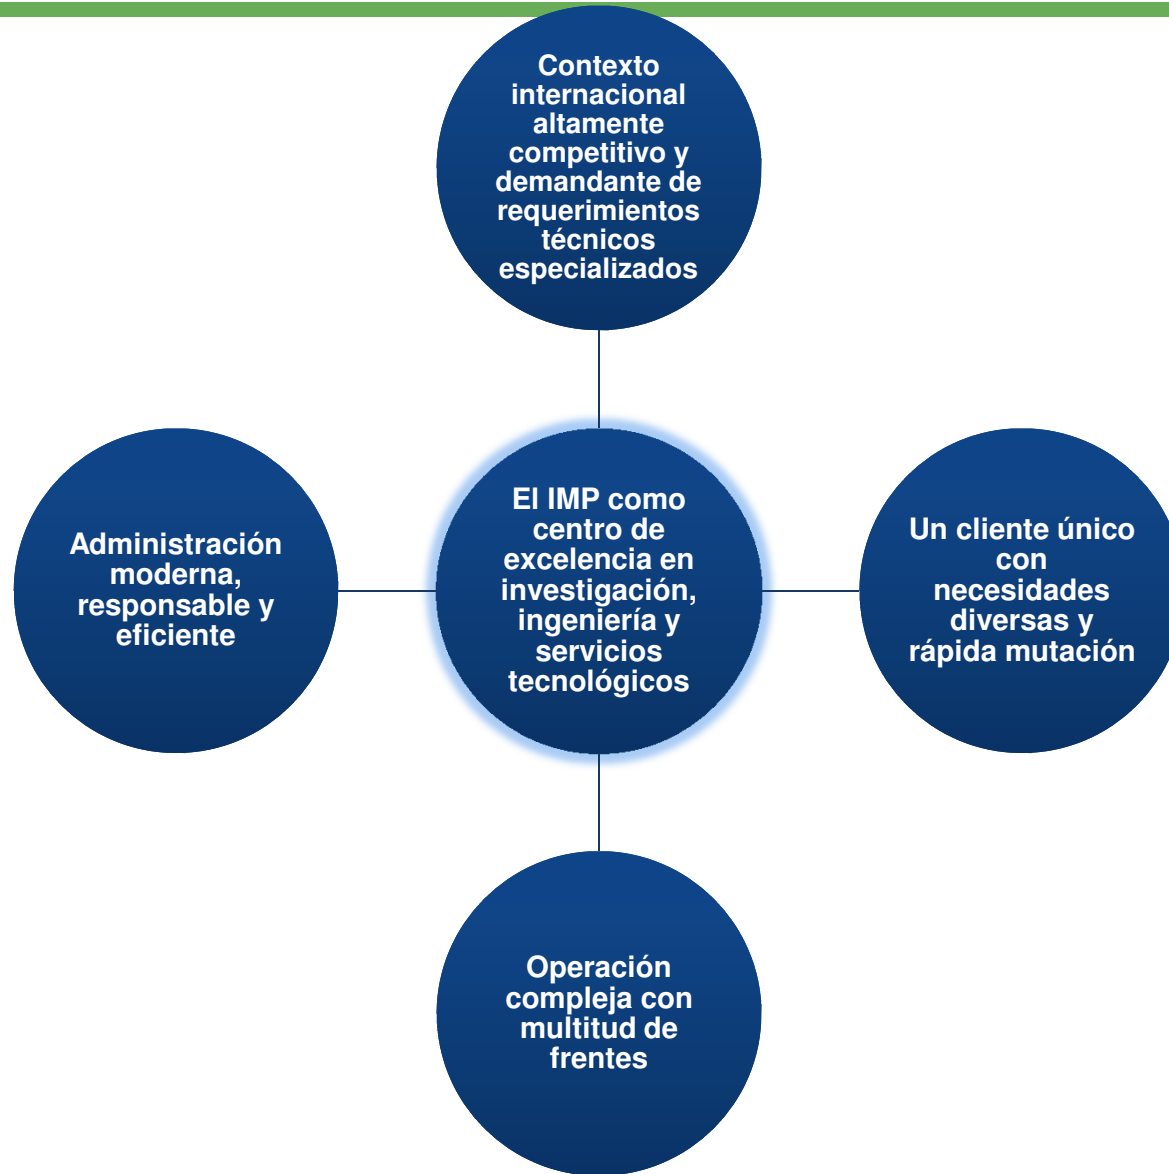 Contexto
internacional
altamente
competitivo y
demandante de
requerimientos
técnicos
especializados
Administración
moderna,
responsable y
eficiente
El IMP como
centro de
excelencia en
investigación,
ingeniería y
servicios
tecnológicos
Un cliente único
con
necesidades
diversas y
rápida mutación
Operación
compleja con
multitud de
frentes